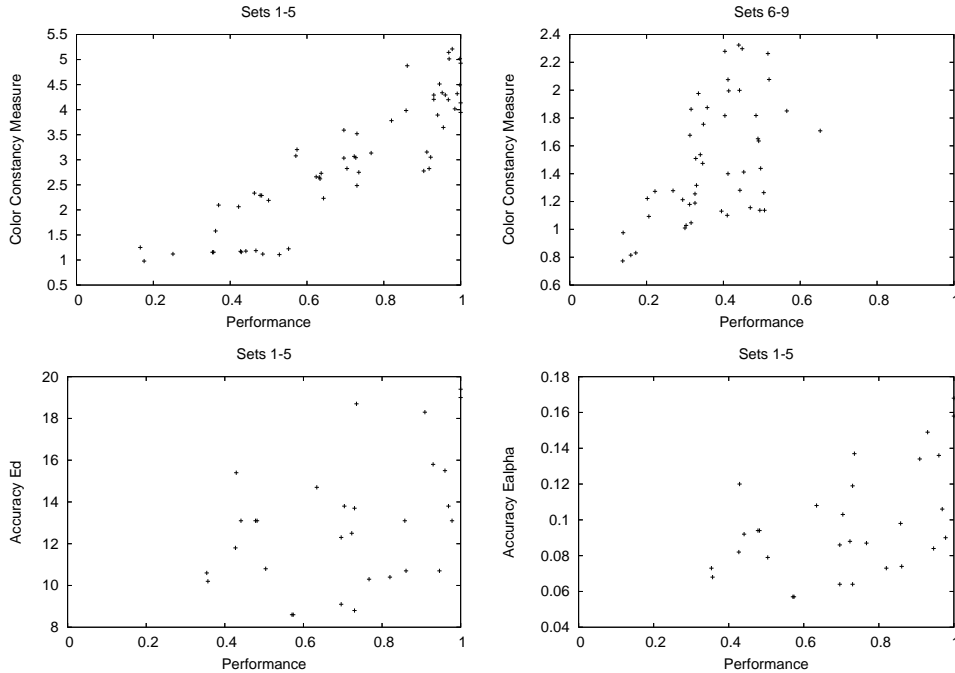 Sets 1-5
Color Constancy Measure
5.5
5
4.5
4
3.5
3
2.5
2
1.5
1
0.5
0 0.2 0.4 0.6 0.8 1
Performance
Sets 6-9
Color Constancy Measure
2.4
2.2
2
1.8
1.6
1.4
1.2
1
0.8
0.6
0 0.2 0.4 0.6 0.8 1
Performance
Sets 1-5
Accuracy Ed
20
18
16
14
12
10
8
0 0.2 0.4 0.6 0.8 1
Performance
Sets 1-5
Accuracy Ealpha
0.18
0.16
0.14
0.12
0.1
0.08
0.06
0.04
0 0.2 0.4 0.6 0.8 1
Performance